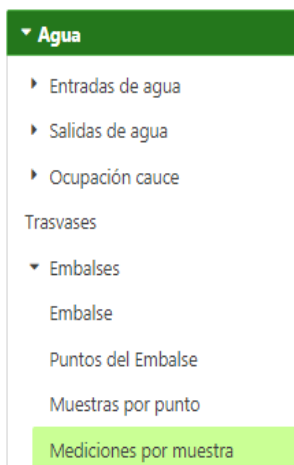 Agua
Entradas de agua
Salidas de agua
Ocupación cauce
Trasvases
Embalses
Embalse
Puntos del Embalse
Muestras por punto
Mediciones por muestra